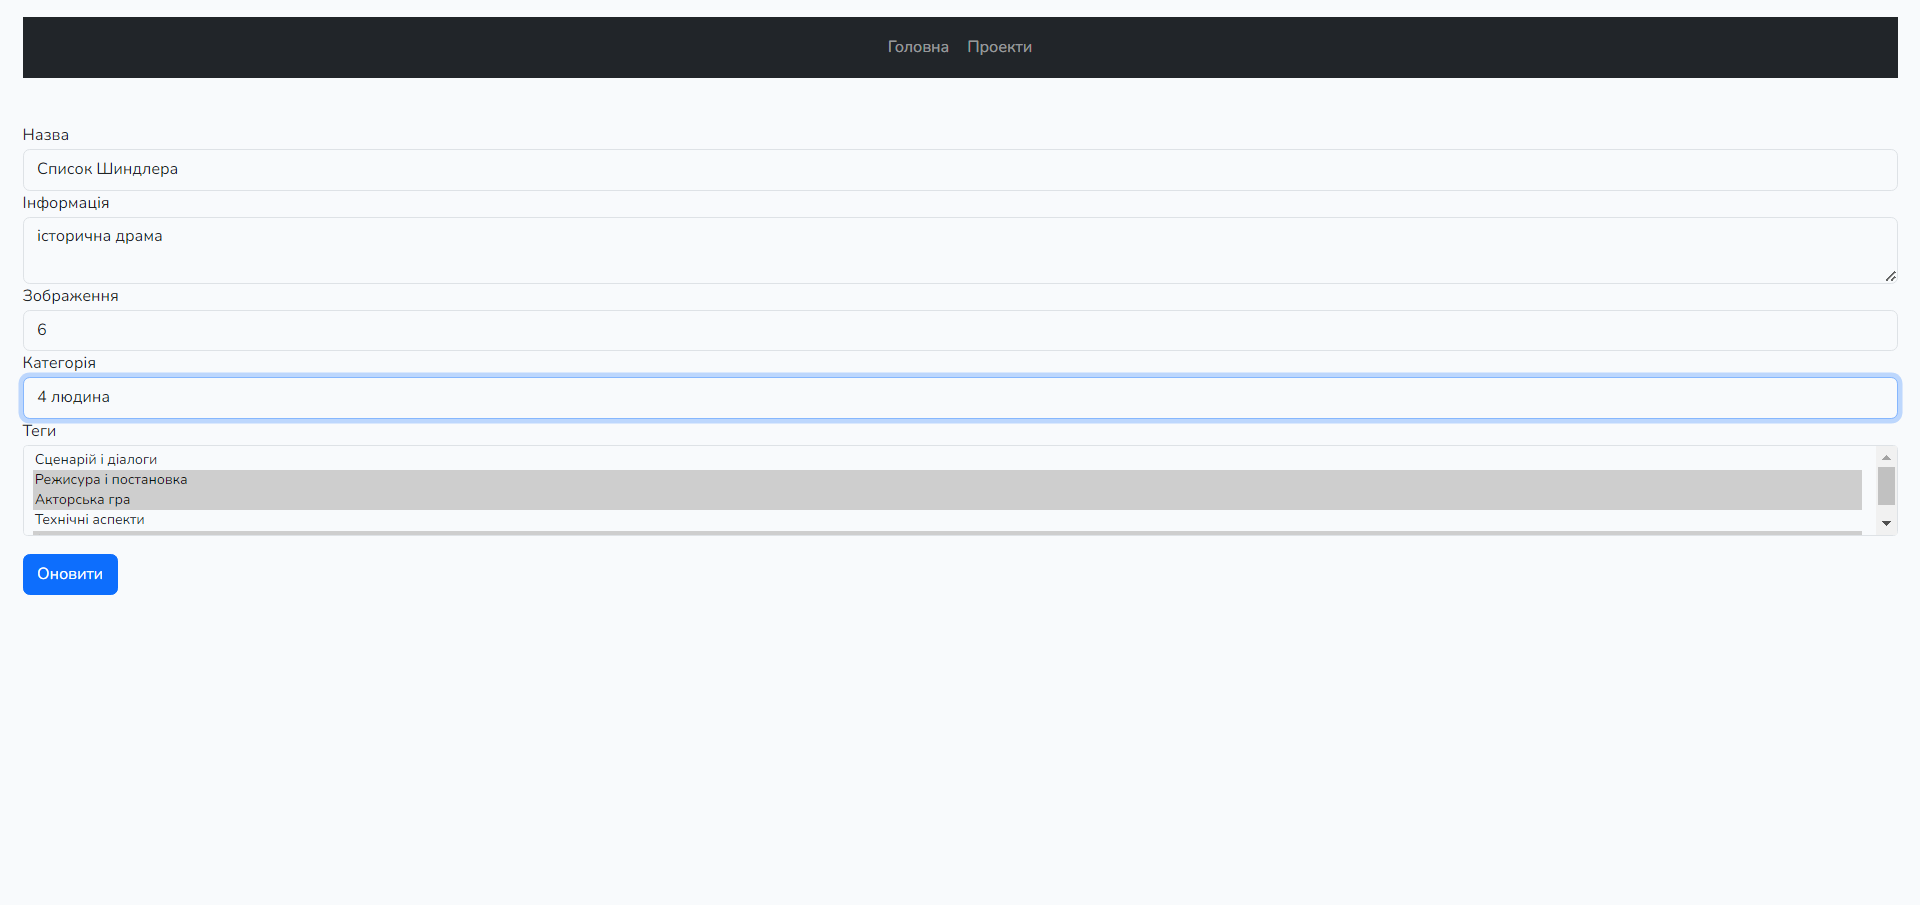 Головна Проекти
Назва
Список Шиндлера
Інформація
історична драма
Зображення
6
Категорія
4 людина
Теги
Сценарій і діалоги
Режисура і постановка
Акторська гра
Технічні аспекти
Оновити